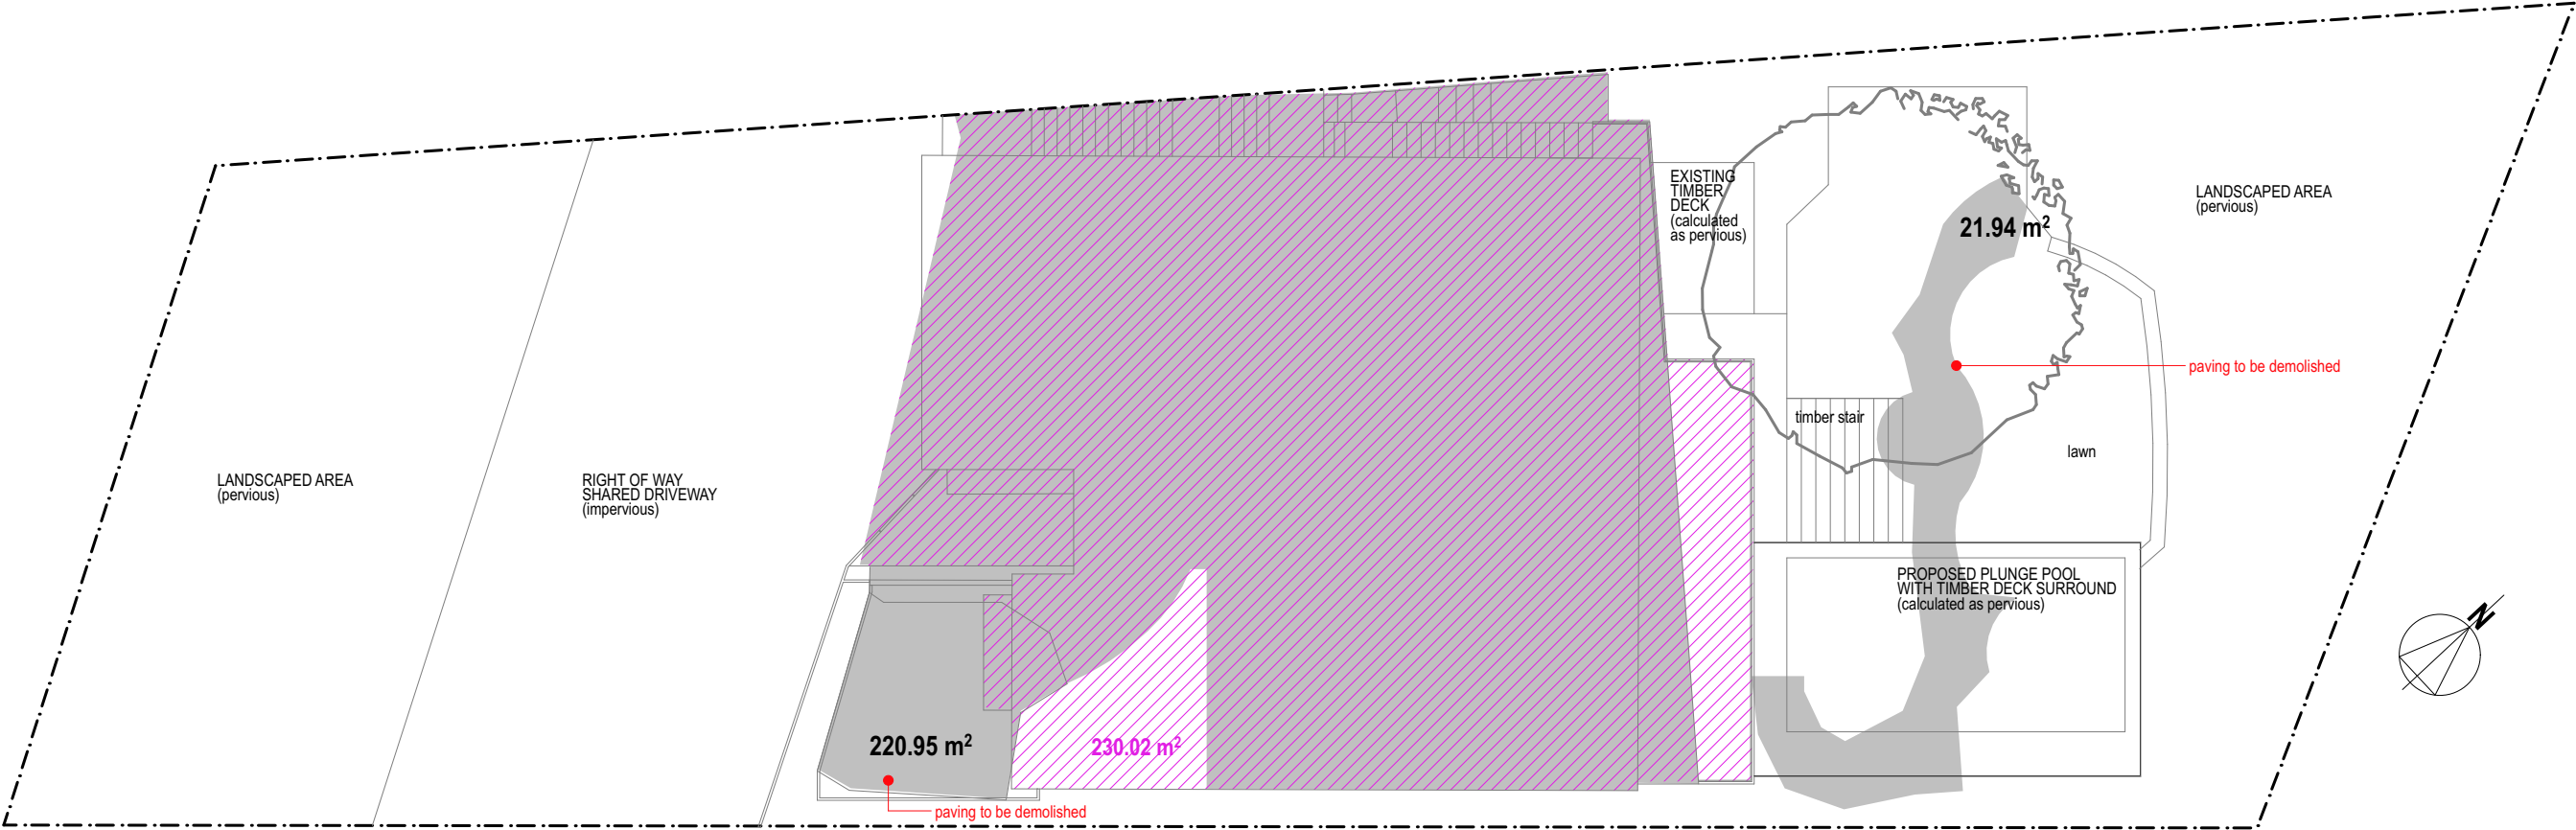 EXISTING
TIMBER
DECK
(calculated
as pervious)
LANDSCAPED AREA
(pervious)
21.94 m²
paving to be demolished
timber stair
lawn
LANDSCAPED AREA
(pervious)
RIGHT OF WAY
SHARED DRIVEWAY
(impervious)
PROPOSED PLUNGE POOL
WITH TIMBER DECK SURROUND
(calculated as pervious)
N
220.95 m²
230.02 m²
paving to be demolished